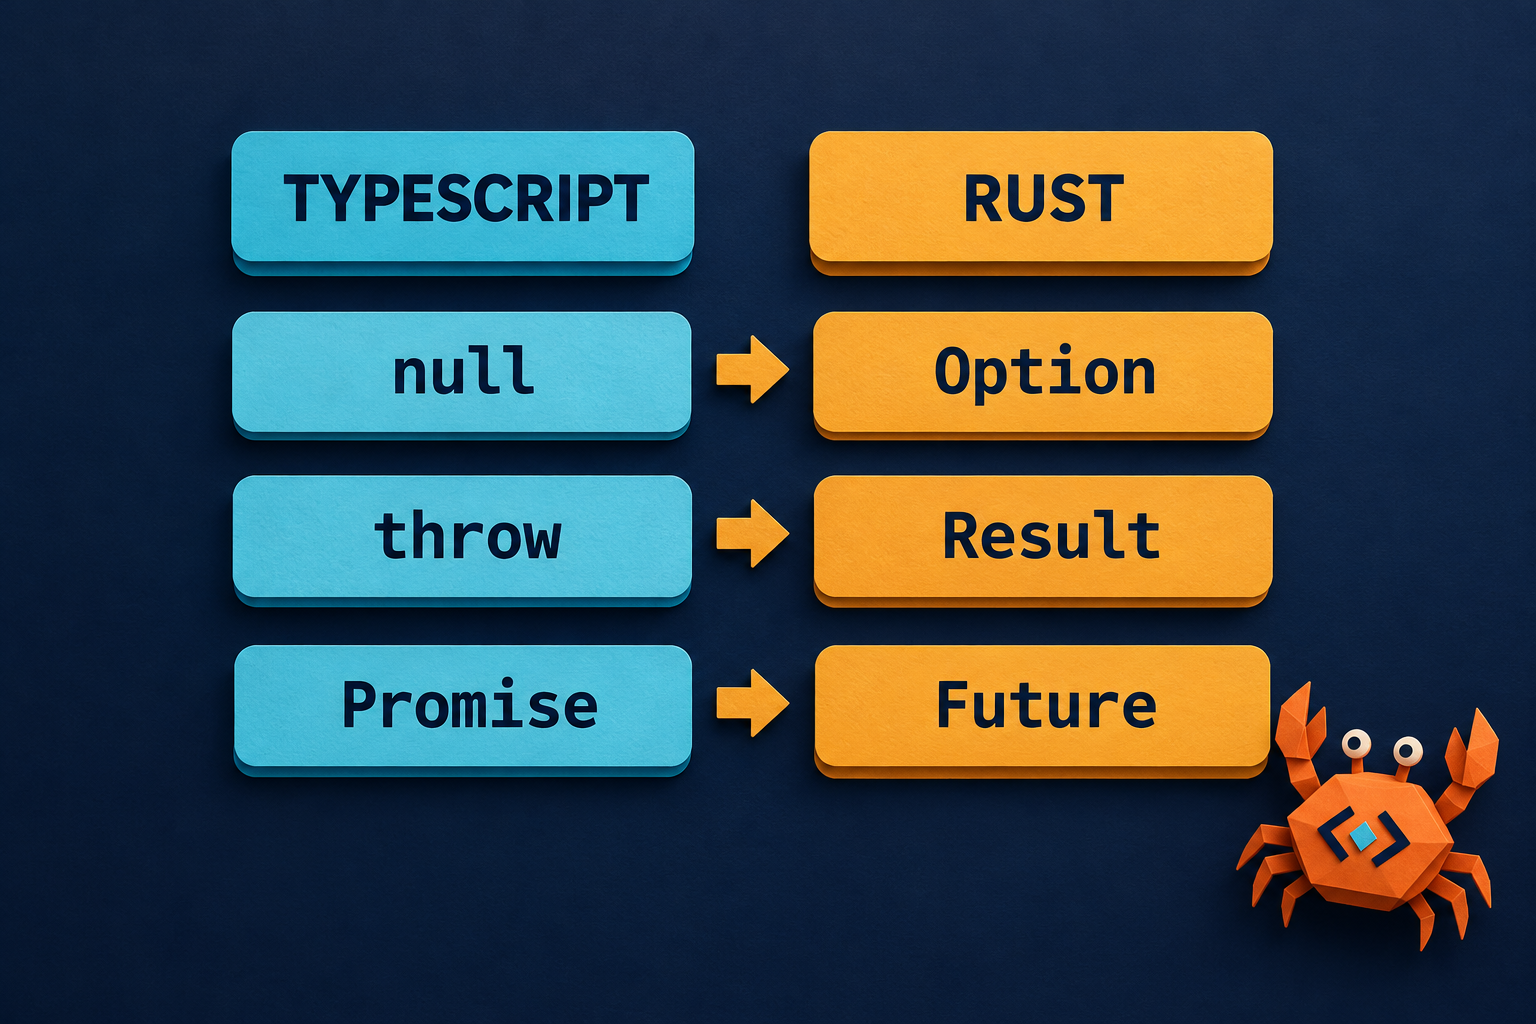 TYPESCRIPT
RUST
null
Option
throw
Result
Promise
Future